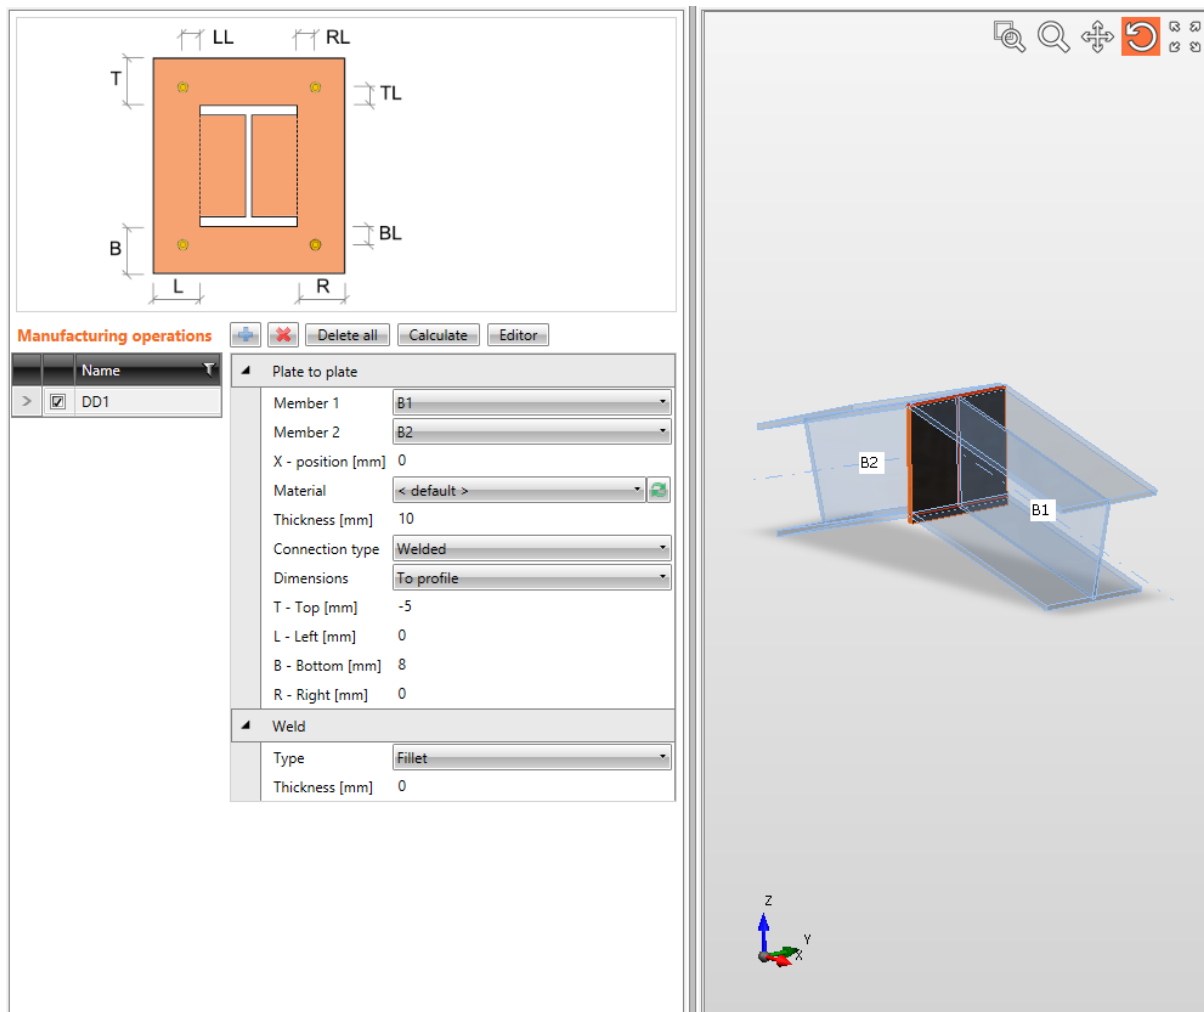 LL RL
T
TL
B
BL
L R
Manufacturing operations Delete all Calculate Editor
Name
DD1
Plate to plate
Member 1 B1
Member 2 B2
X - position [mm] 0
Material < default >
Thickness [mm] 10
Connection type Welded
Dimensions To profile
T - Top [mm] -5
L - Left [mm] 0
B - Bottom [mm] 8
R - Right [mm] 0
Weld
Type Fillet
Thickness [mm] 0
B2
B1
Z
Y
X